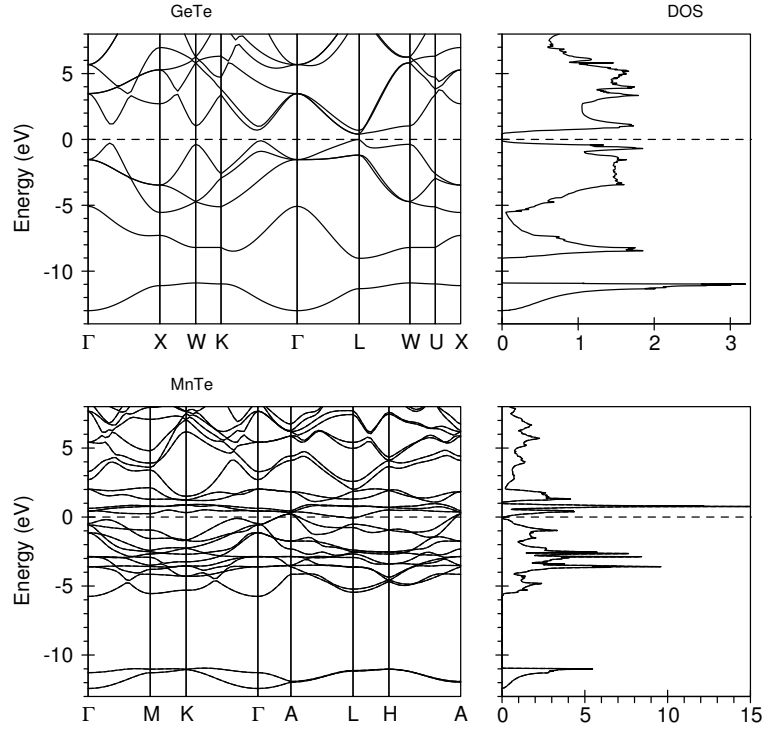 GeTe DOS
Energy (eV)
5
0
-5
-10
Γ X W K Γ L W U X
0 1 2 3
MnTe
Energy (eV)
5
0
-5
-10
Γ M K Γ A L H A
0 5 10 15